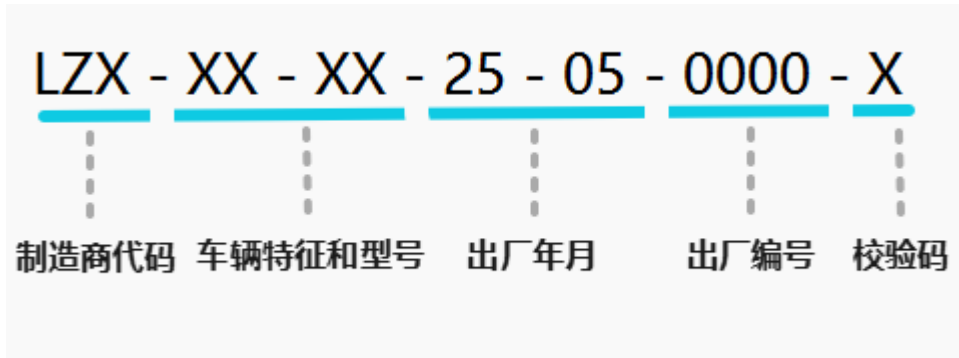 LZX - XX - XX - 25 - 05 - 0000 - X
制造商代码 车辆特征和型号 出厂年月 出厂编号 校验码